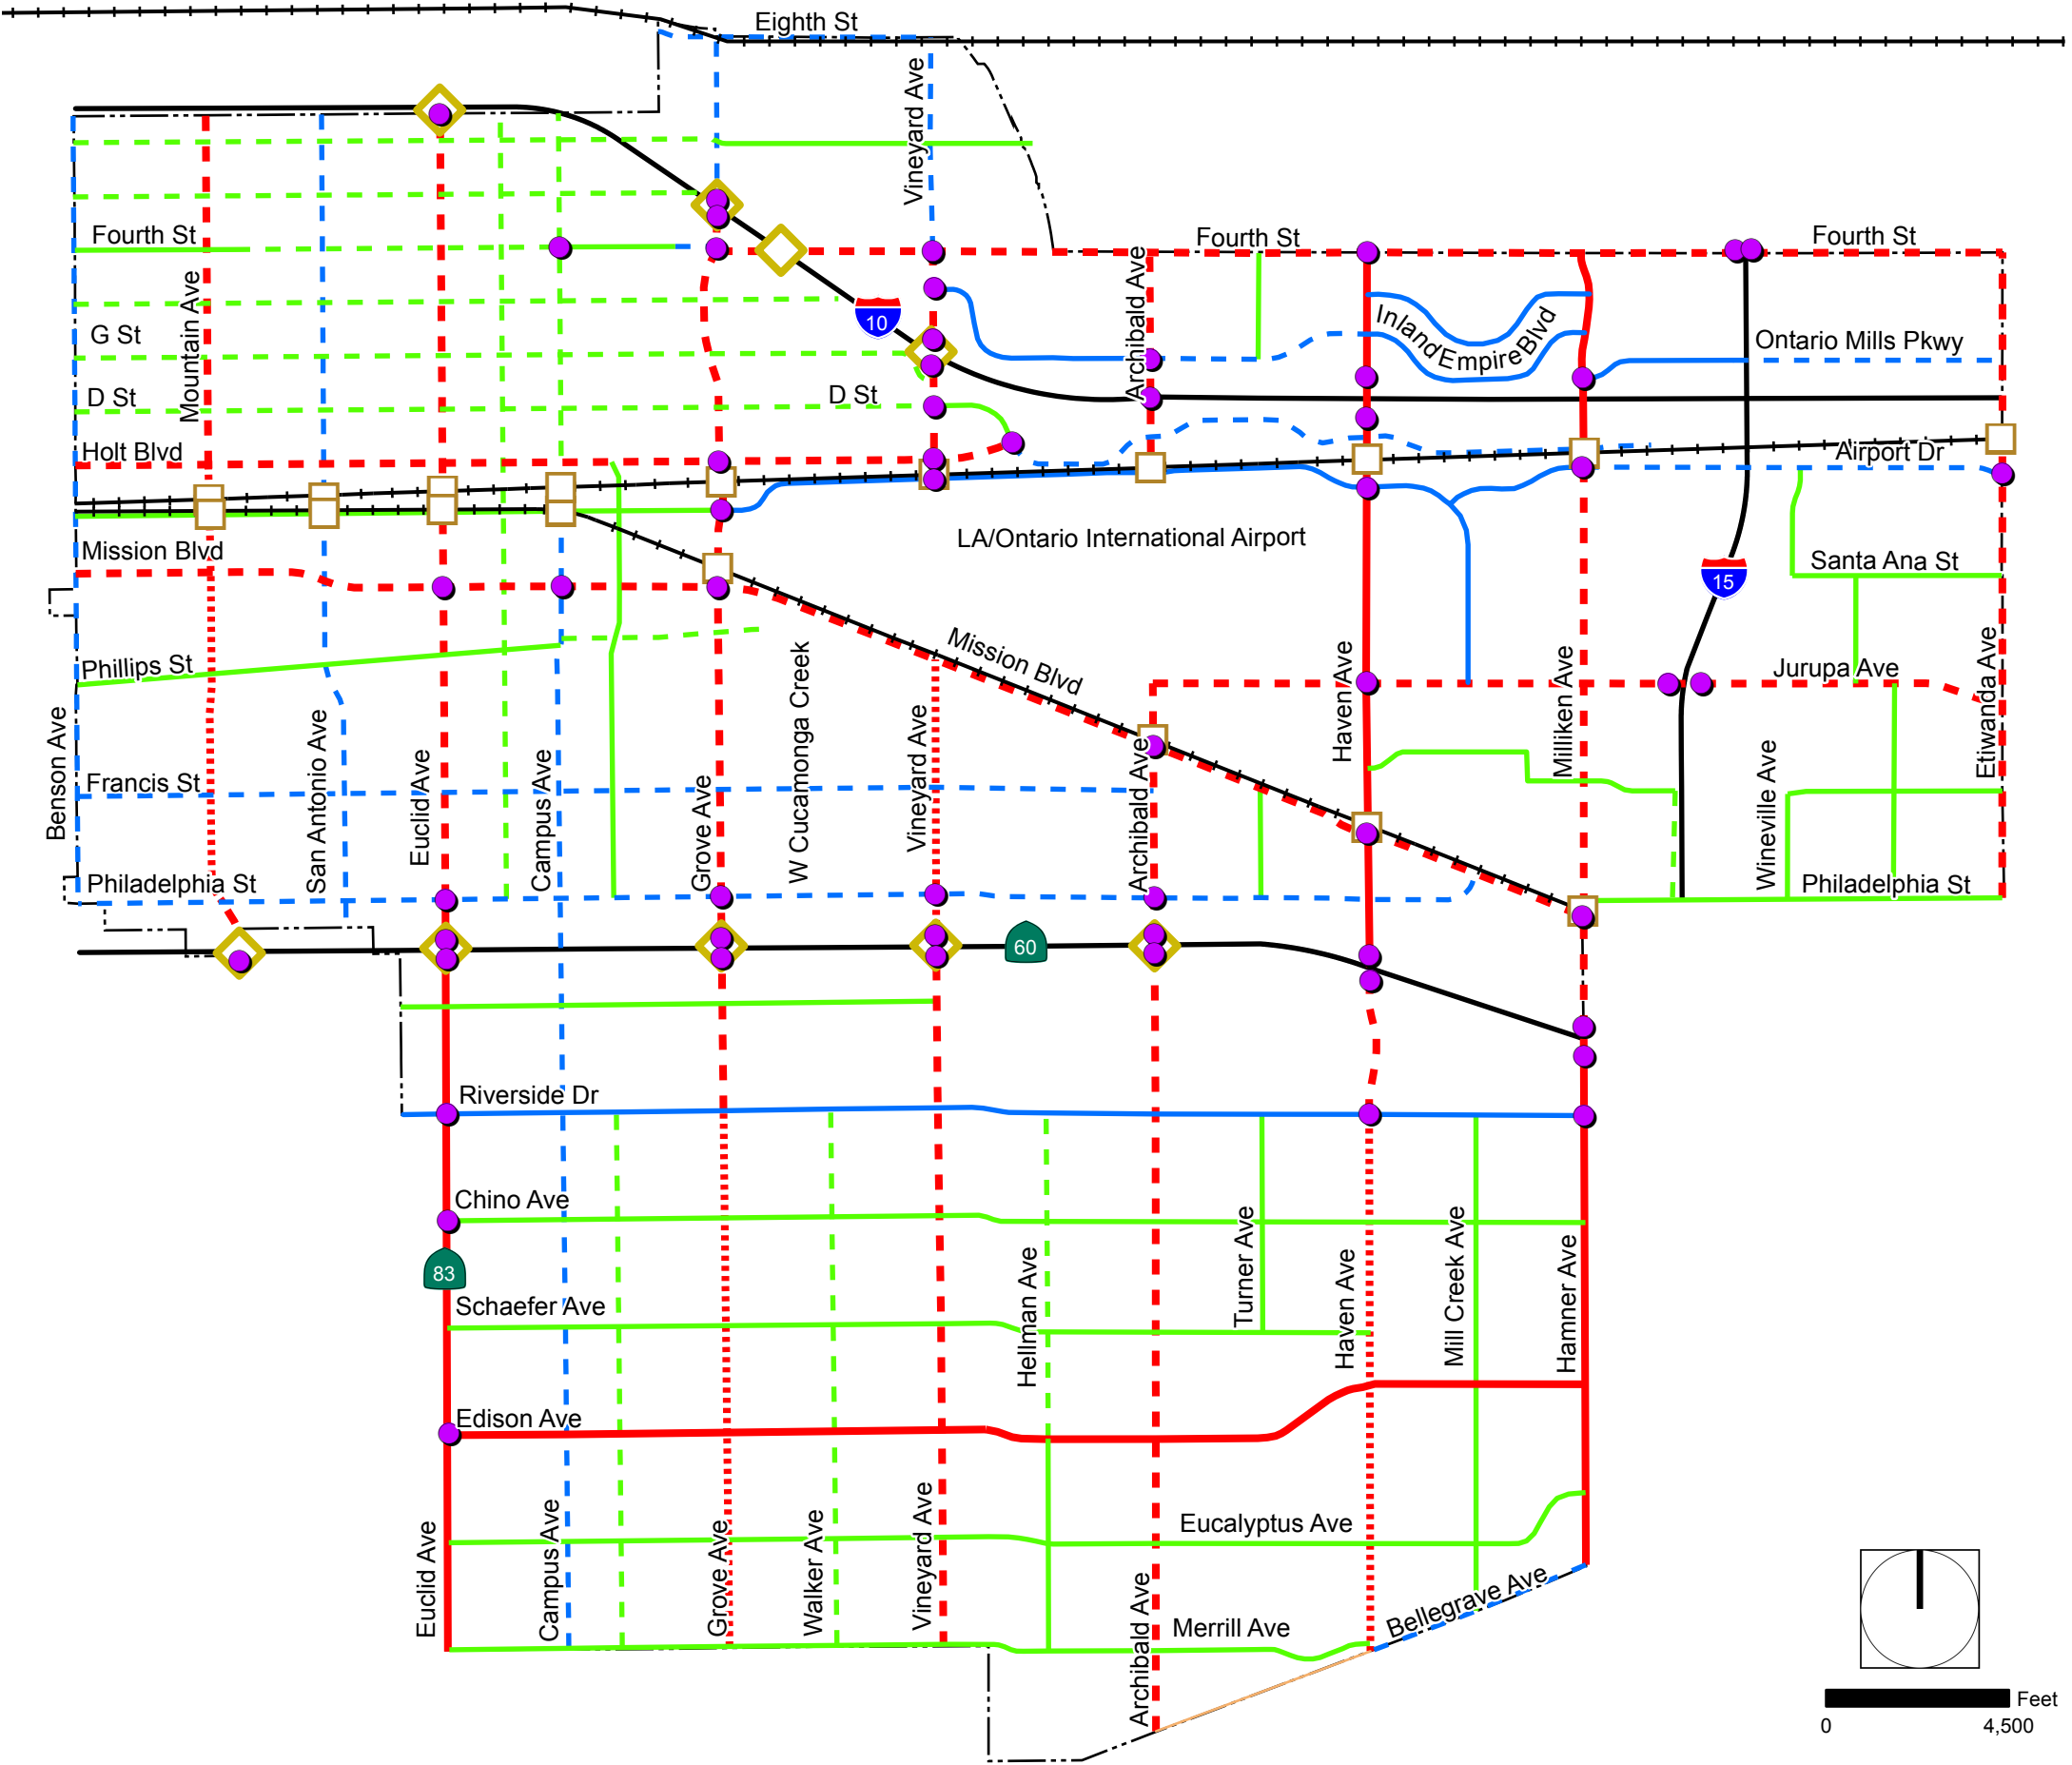 Eighth St
Vineyard Ave
Fourth St
Fourth St
Fourth St
Mountain Ave
Archibald Ave
10
Inland Empire Blvd
G St
Ontario Mills Pkwy
D St
D St
Holt Blvd
Airport Dr
LA/Ontario International Airport
Mission Blvd
Santa Ana St
15
Mission Blvd
Phillips St
Jurupa Ave
Benson Ave
San Antonio Ave
Euclid Ave
Campus Ave
Grove Ave
W Cucamonga Creek
Vineyard Ave
Archibald Ave
Haven Ave
Milliken Ave
Wineville Ave
Etiwanda Ave
Francis St
Philadelphia St
Philadelphia St
60
Riverside Dr
Chino Ave
83
Schaefer Ave
Hellman Ave
Turner Ave
Haven Ave
Mill Creek Ave
Hamner Ave
Edison Ave
Euclid Ave
Campus Ave
Grove Ave
Walker Ave
Vineyard Ave
Archibald Ave
Eucalyptus Ave
Bellegrave Ave
Merrill Ave
Feet
0 4,500